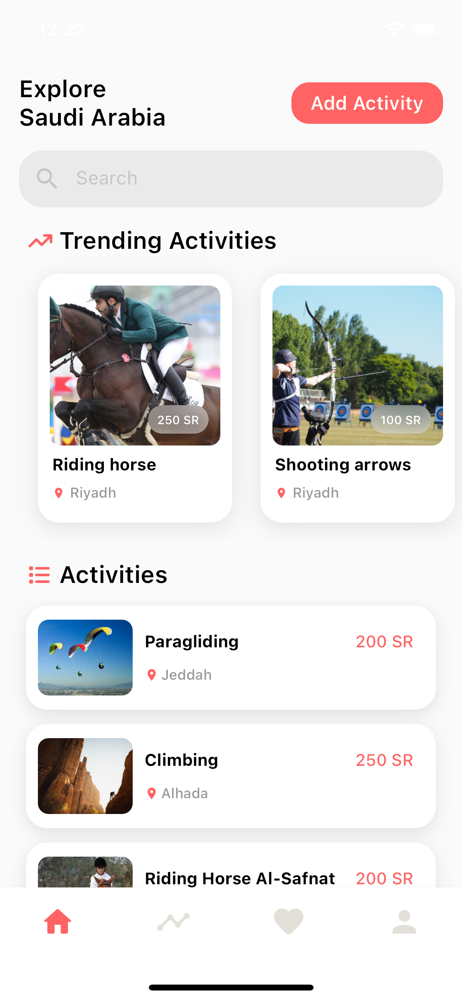 12:22
Explore
Saudi Arabia
Add Activity
Search
Trending Activities
250 SR
100 SR
Riding horse
Shooting arrows
Riyadh
Riyadh
Activities
Paragliding
200 SR
Jeddah
Climbing
250 SR
Alhada
Riding Horse Al-Safnat
200 SR